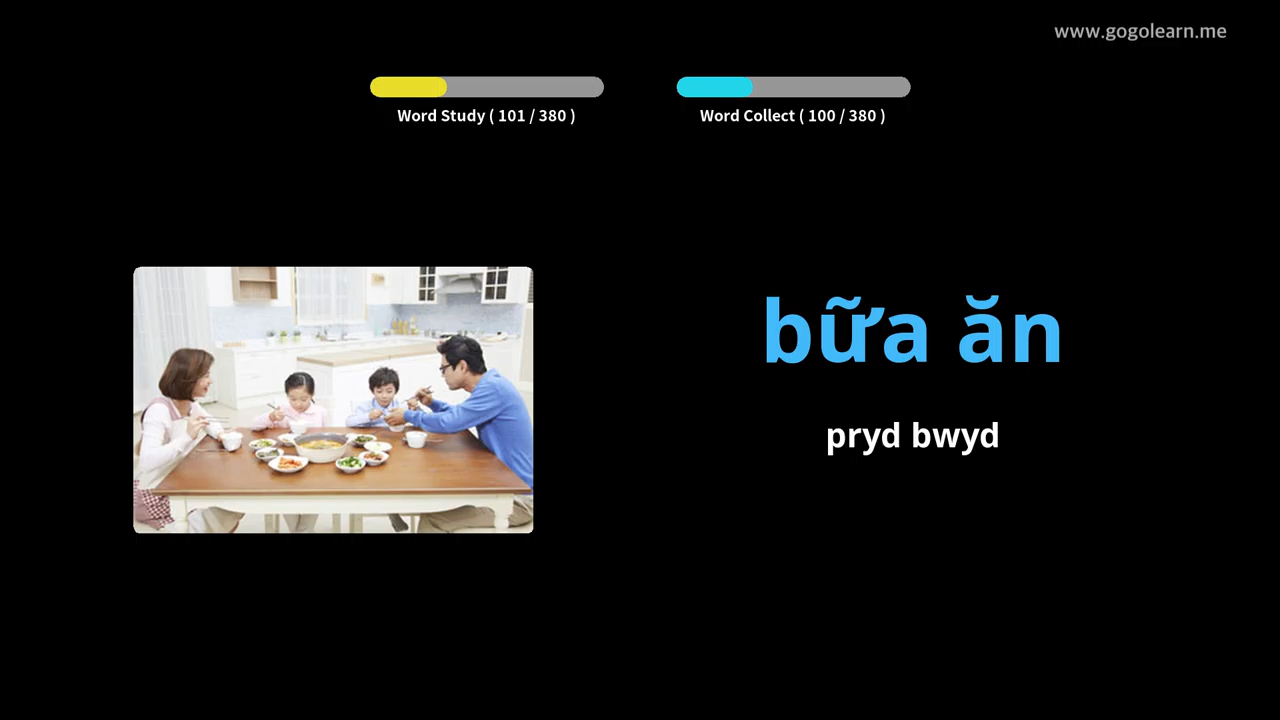 www.gogolearn.me
Word Study ( 101 / 380 )
Word Collect ( 100 / 380 )
bữa ăn
pryd bwyd